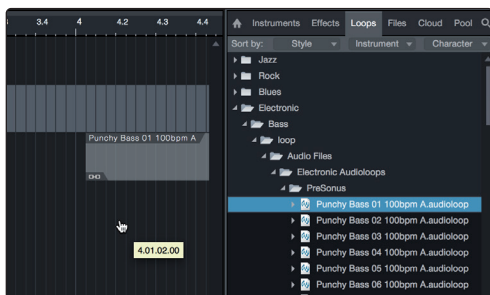 3.4 4 4.2 4.3 4.4
Punchy Bass 01 100bpm A
4.01.02.00
Instruments Effects Loops Files Cloud Pool
Sort by: Style Instrument Character
Jazz
Rock
Blues
Electronic
Bass
loop
Audio Files
Electronic Audioloops
PreSonus
Punchy Bass 01 100bpm A.audioloop
Punchy Bass 02 100bpm A.audioloop
Punchy Bass 03 100bpm A.audioloop
Punchy Bass 04 100bpm A.audioloop
Punchy Bass 05 100bpm A.audioloop
Punchy Bass 06 100bpm A.audioloop